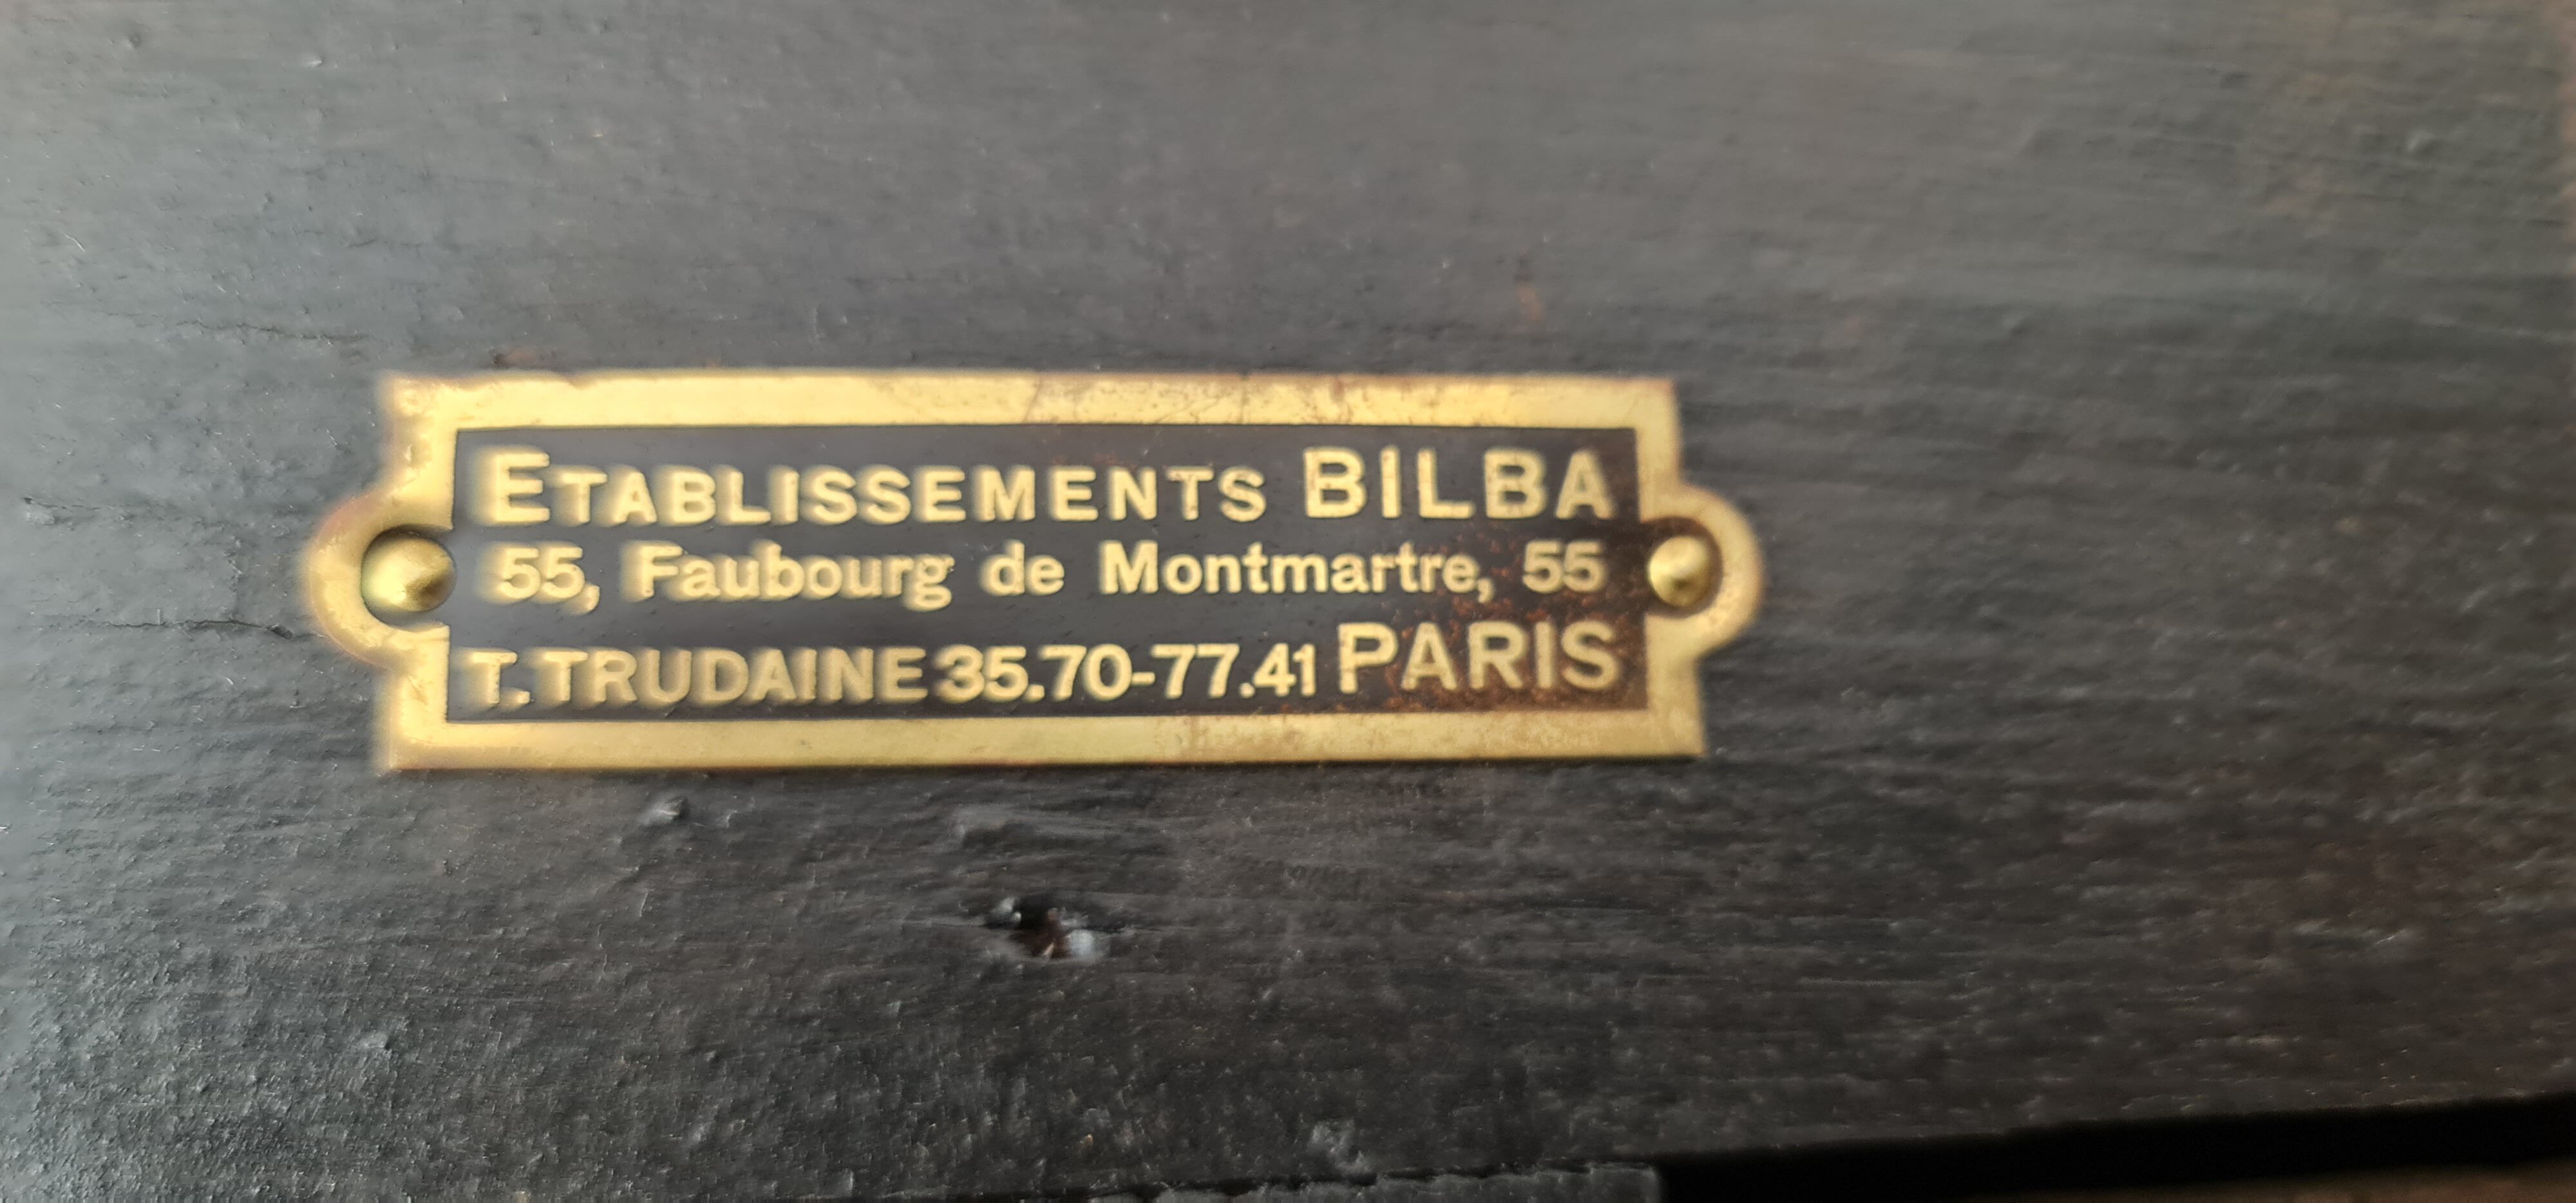 ETABLISSEMENTS BILBA
55, Faubourg de Montmartre, 55
T. TRUDAINE 35.70-77.41 PARIS